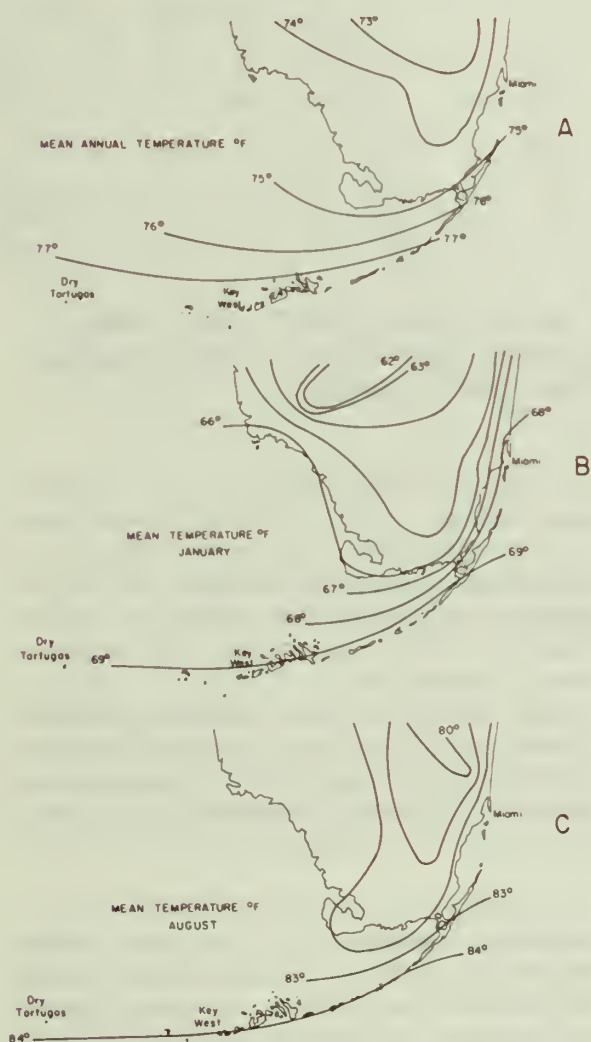 74°
73°
Miami
A
MEAN ANNUAL TEMPERATURE °F
75°
75°
76°
76°
77°
77°
Dry
Tortugas
Key
West
62°
63°
66°
68°
Miami
B
MEAN TEMPERATURE °F
JANUARY
69°
67°
68°
Dry
Tortugas
69°
Key
West
80°
Miami
C
MEAN TEMPERATURE °F
AUGUST
83°
83°
84°
Dry
Tortugas
Key
West
84°